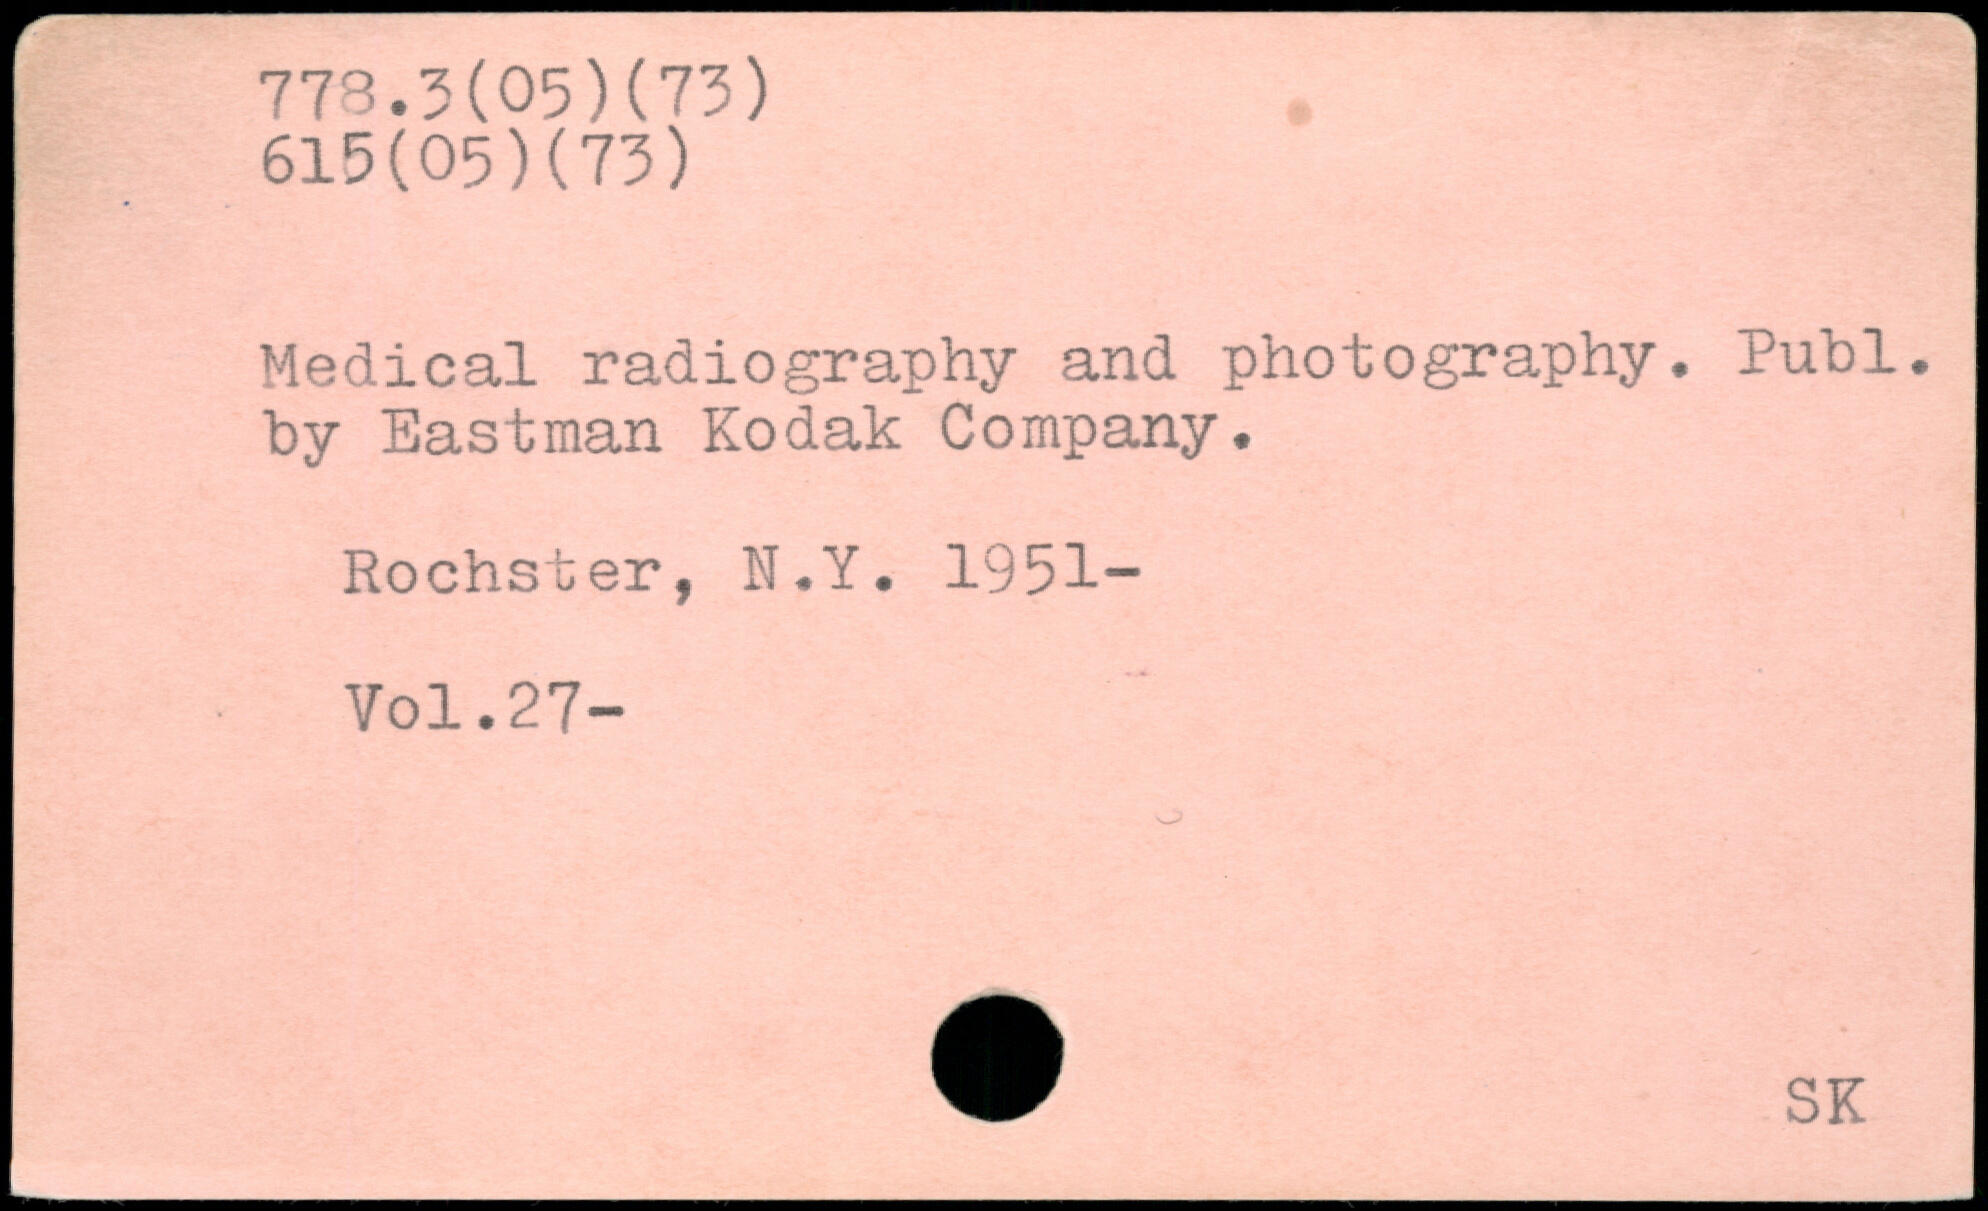 778.3(05)(73)
615(05)(73)
Medical radiography and photography. Publ.
by Eastman Kodak Company.
Rochster, N.Y. 1951-
Vol.27-
SK